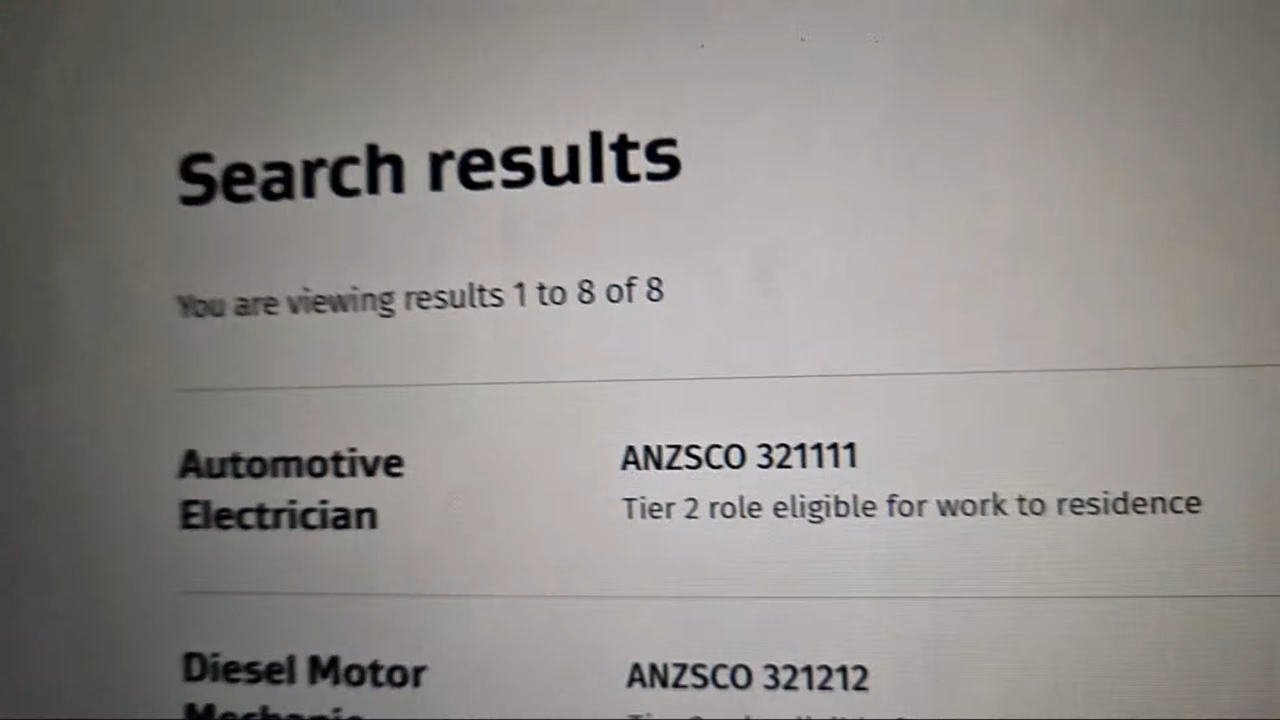 Search results
You are viewing results 1 to 8 of 8
Automotive
Electrician
ANZSCO 321111
Tier 2 role eligible for work to residence
Diesel Motor
Mechanic
ANZSCO 321212